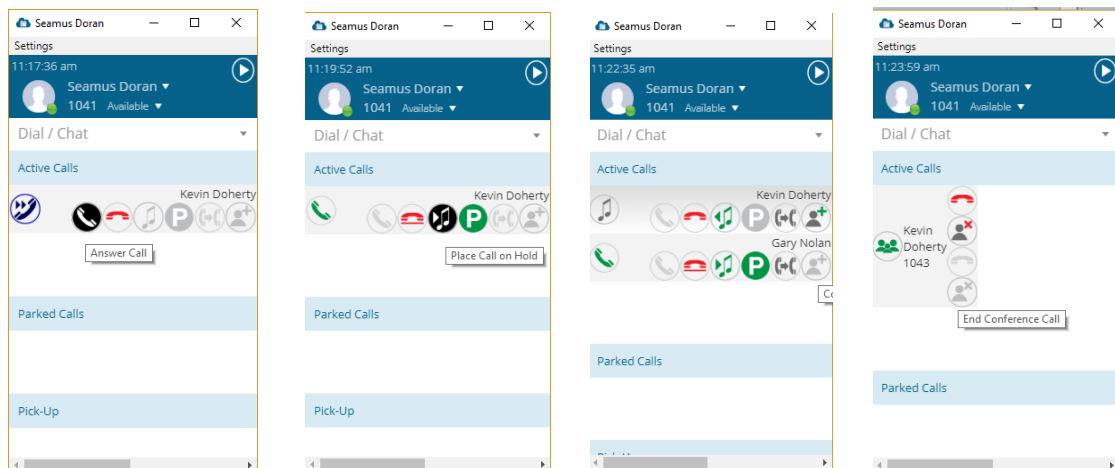 Seamus Doran
Settings
11:17:36 am
Seamus Doran
1041 Available
Dial / Chat
Active Calls
Kevin Doherty
P
Answer Call
Parked Calls
Pick-Up
Seamus Doran
Settings
11:19:52 am
Seamus Doran
1041 Available
Dial / Chat
Active Calls
Kevin Doherty
P
Place Call on Hold
Parked Calls
Pick-Up
Seamus Doran
Settings
11:22:35 am
Seamus Doran
1041 Available
Dial / Chat
Active Calls
Kevin Doherty
P
Gary Nolan
P
Parked Calls
Seamus Doran
Settings
11:23:59 am
Seamus Doran
1041 Available
Dial / Chat
Active Calls
Kevin
Doherty
1043
End Conference Call
Parked Calls